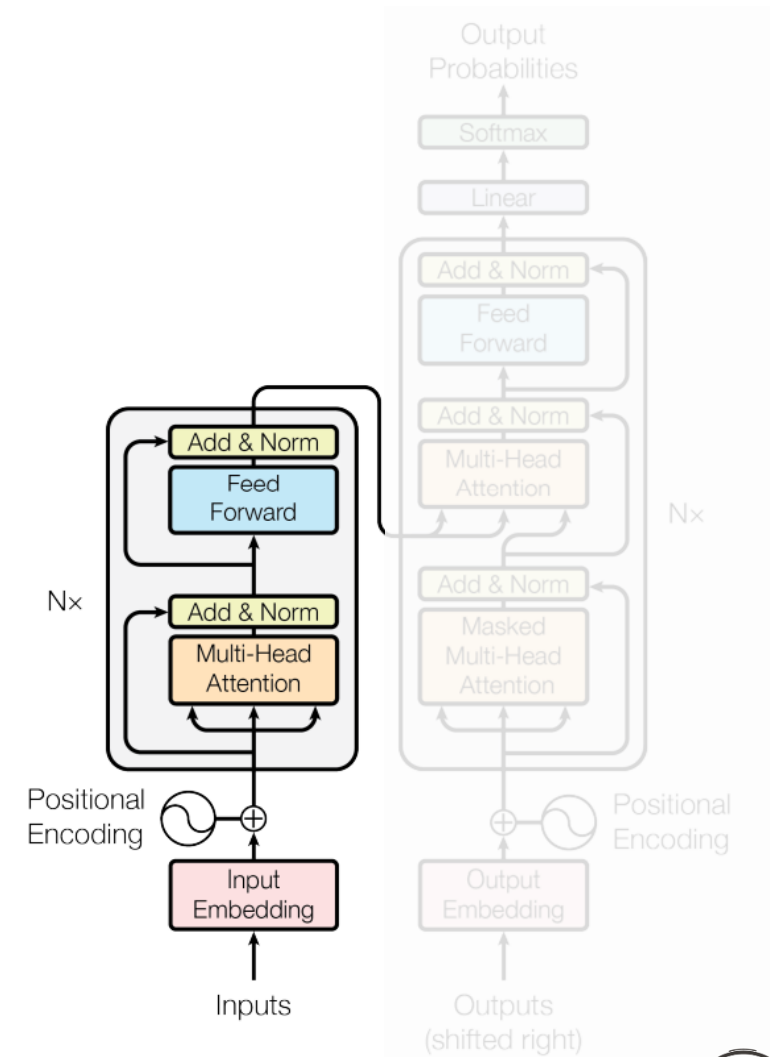 Output
Probabilities
Softmax
Linear
Add & Norm
Feed
Forward
Add & Norm
Multi-Head
Attention
Nx
Add & Norm
Masked
Multi-Head
Attention
Positional
Encoding
Output
Embedding
Outputs
(shifted right)
Add & Norm
Feed
Forward
Nx
Add & Norm
Multi-Head
Attention
Positional
Encoding
Input
Embedding
Inputs